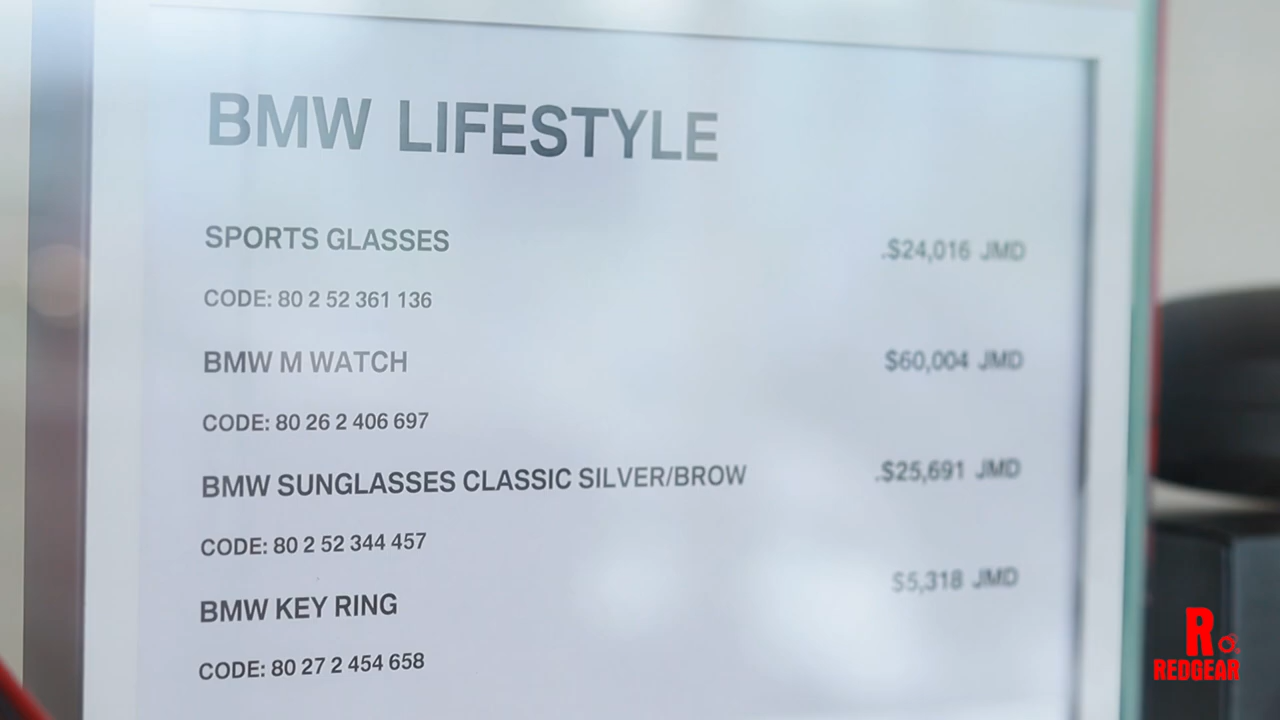 BMW LIFESTYLE
SPORTS GLASSES .$24,016 JMD
CODE: 80 2 52 361 136
BMW M WATCH $60,004 JMD
CODE: 80 26 2 406 697
BMW SUNGLASSES CLASSIC SILVER/BROW .$25,691 JMD
CODE: 80 2 52 344 457
BMW KEY RING $5,318 JMD
CODE: 80 27 2 454 658
R
REDGEAR